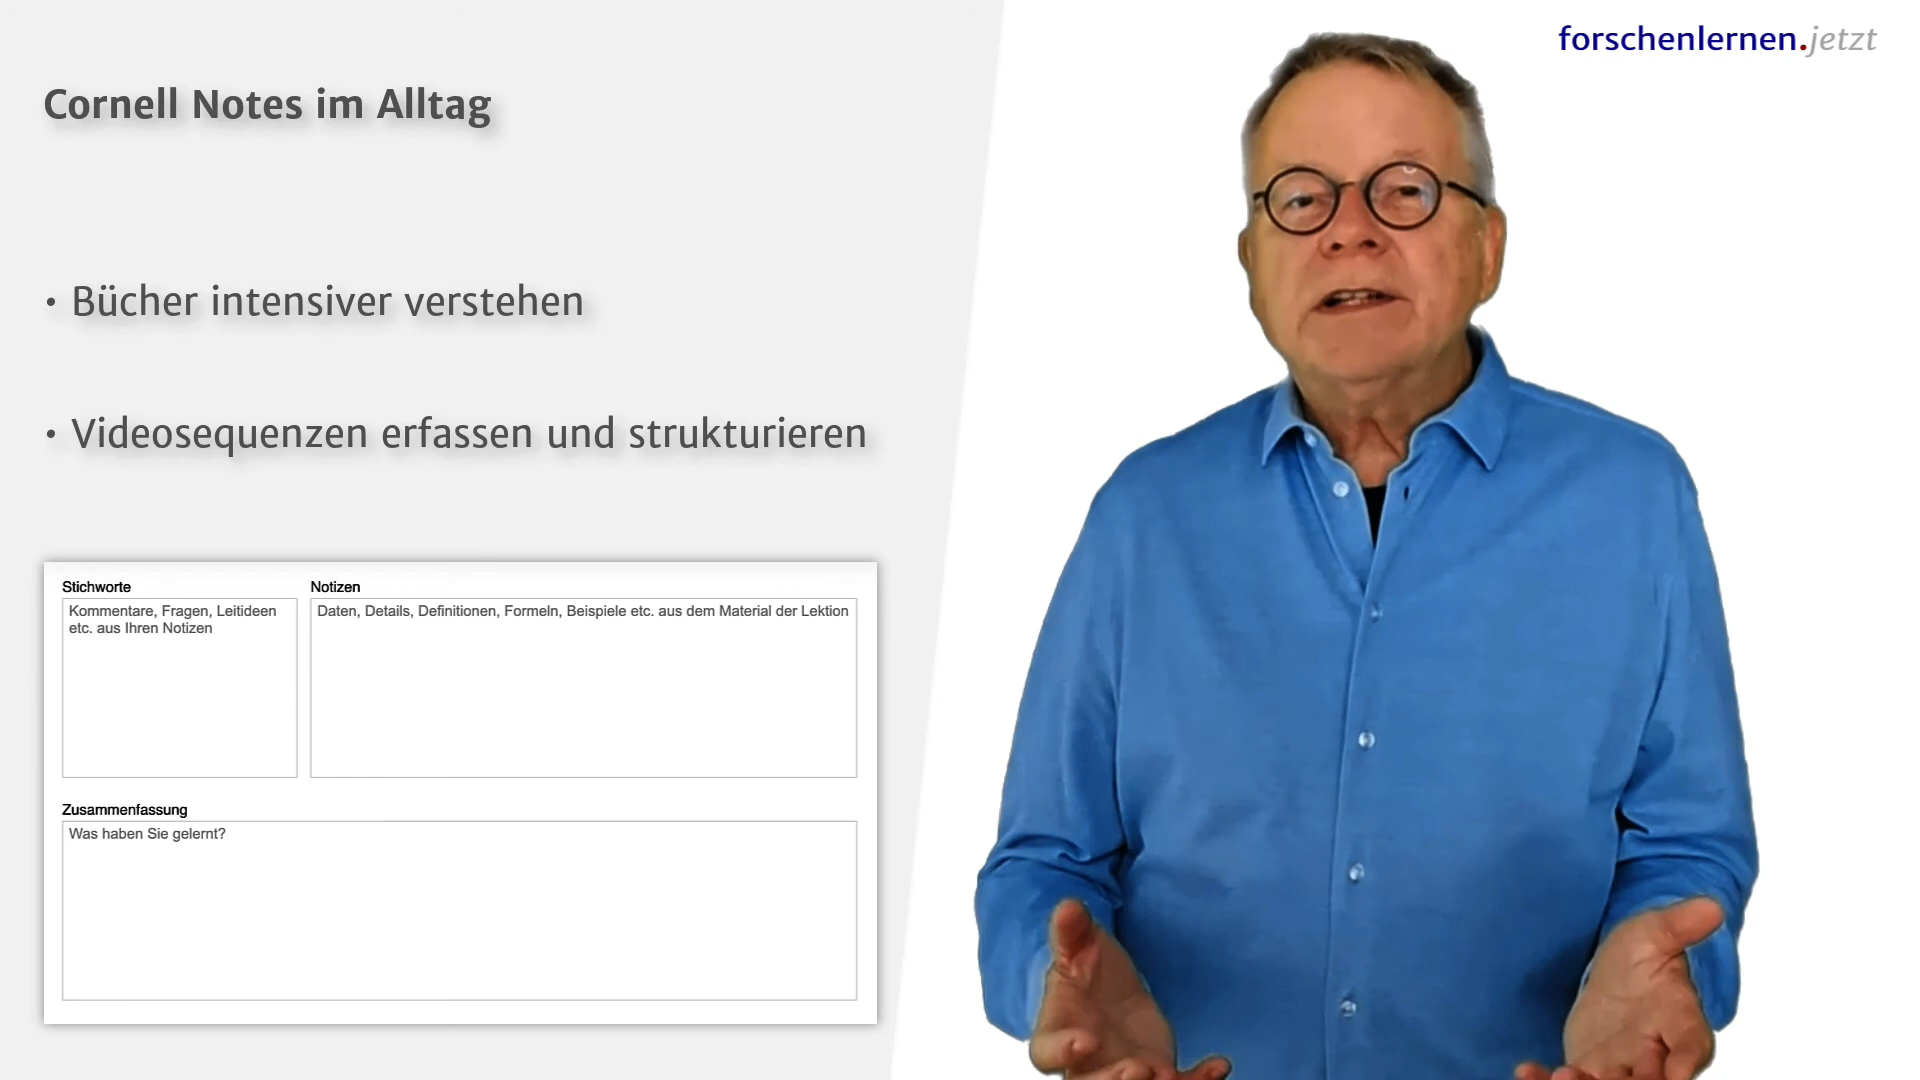 forschenlernen.jetzt
Cornell Notes im Alltag
• Bücher intensiver verstehen
• Videosequenzen erfassen und strukturieren
Stichworte
Kommentare, Fragen, Leitideen
etc. aus Ihren Notizen
Notizen
Daten, Details, Definitionen, Formeln, Beispiele etc. aus dem Material der Lektion
Zusammenfassung
Was haben Sie gelernt?